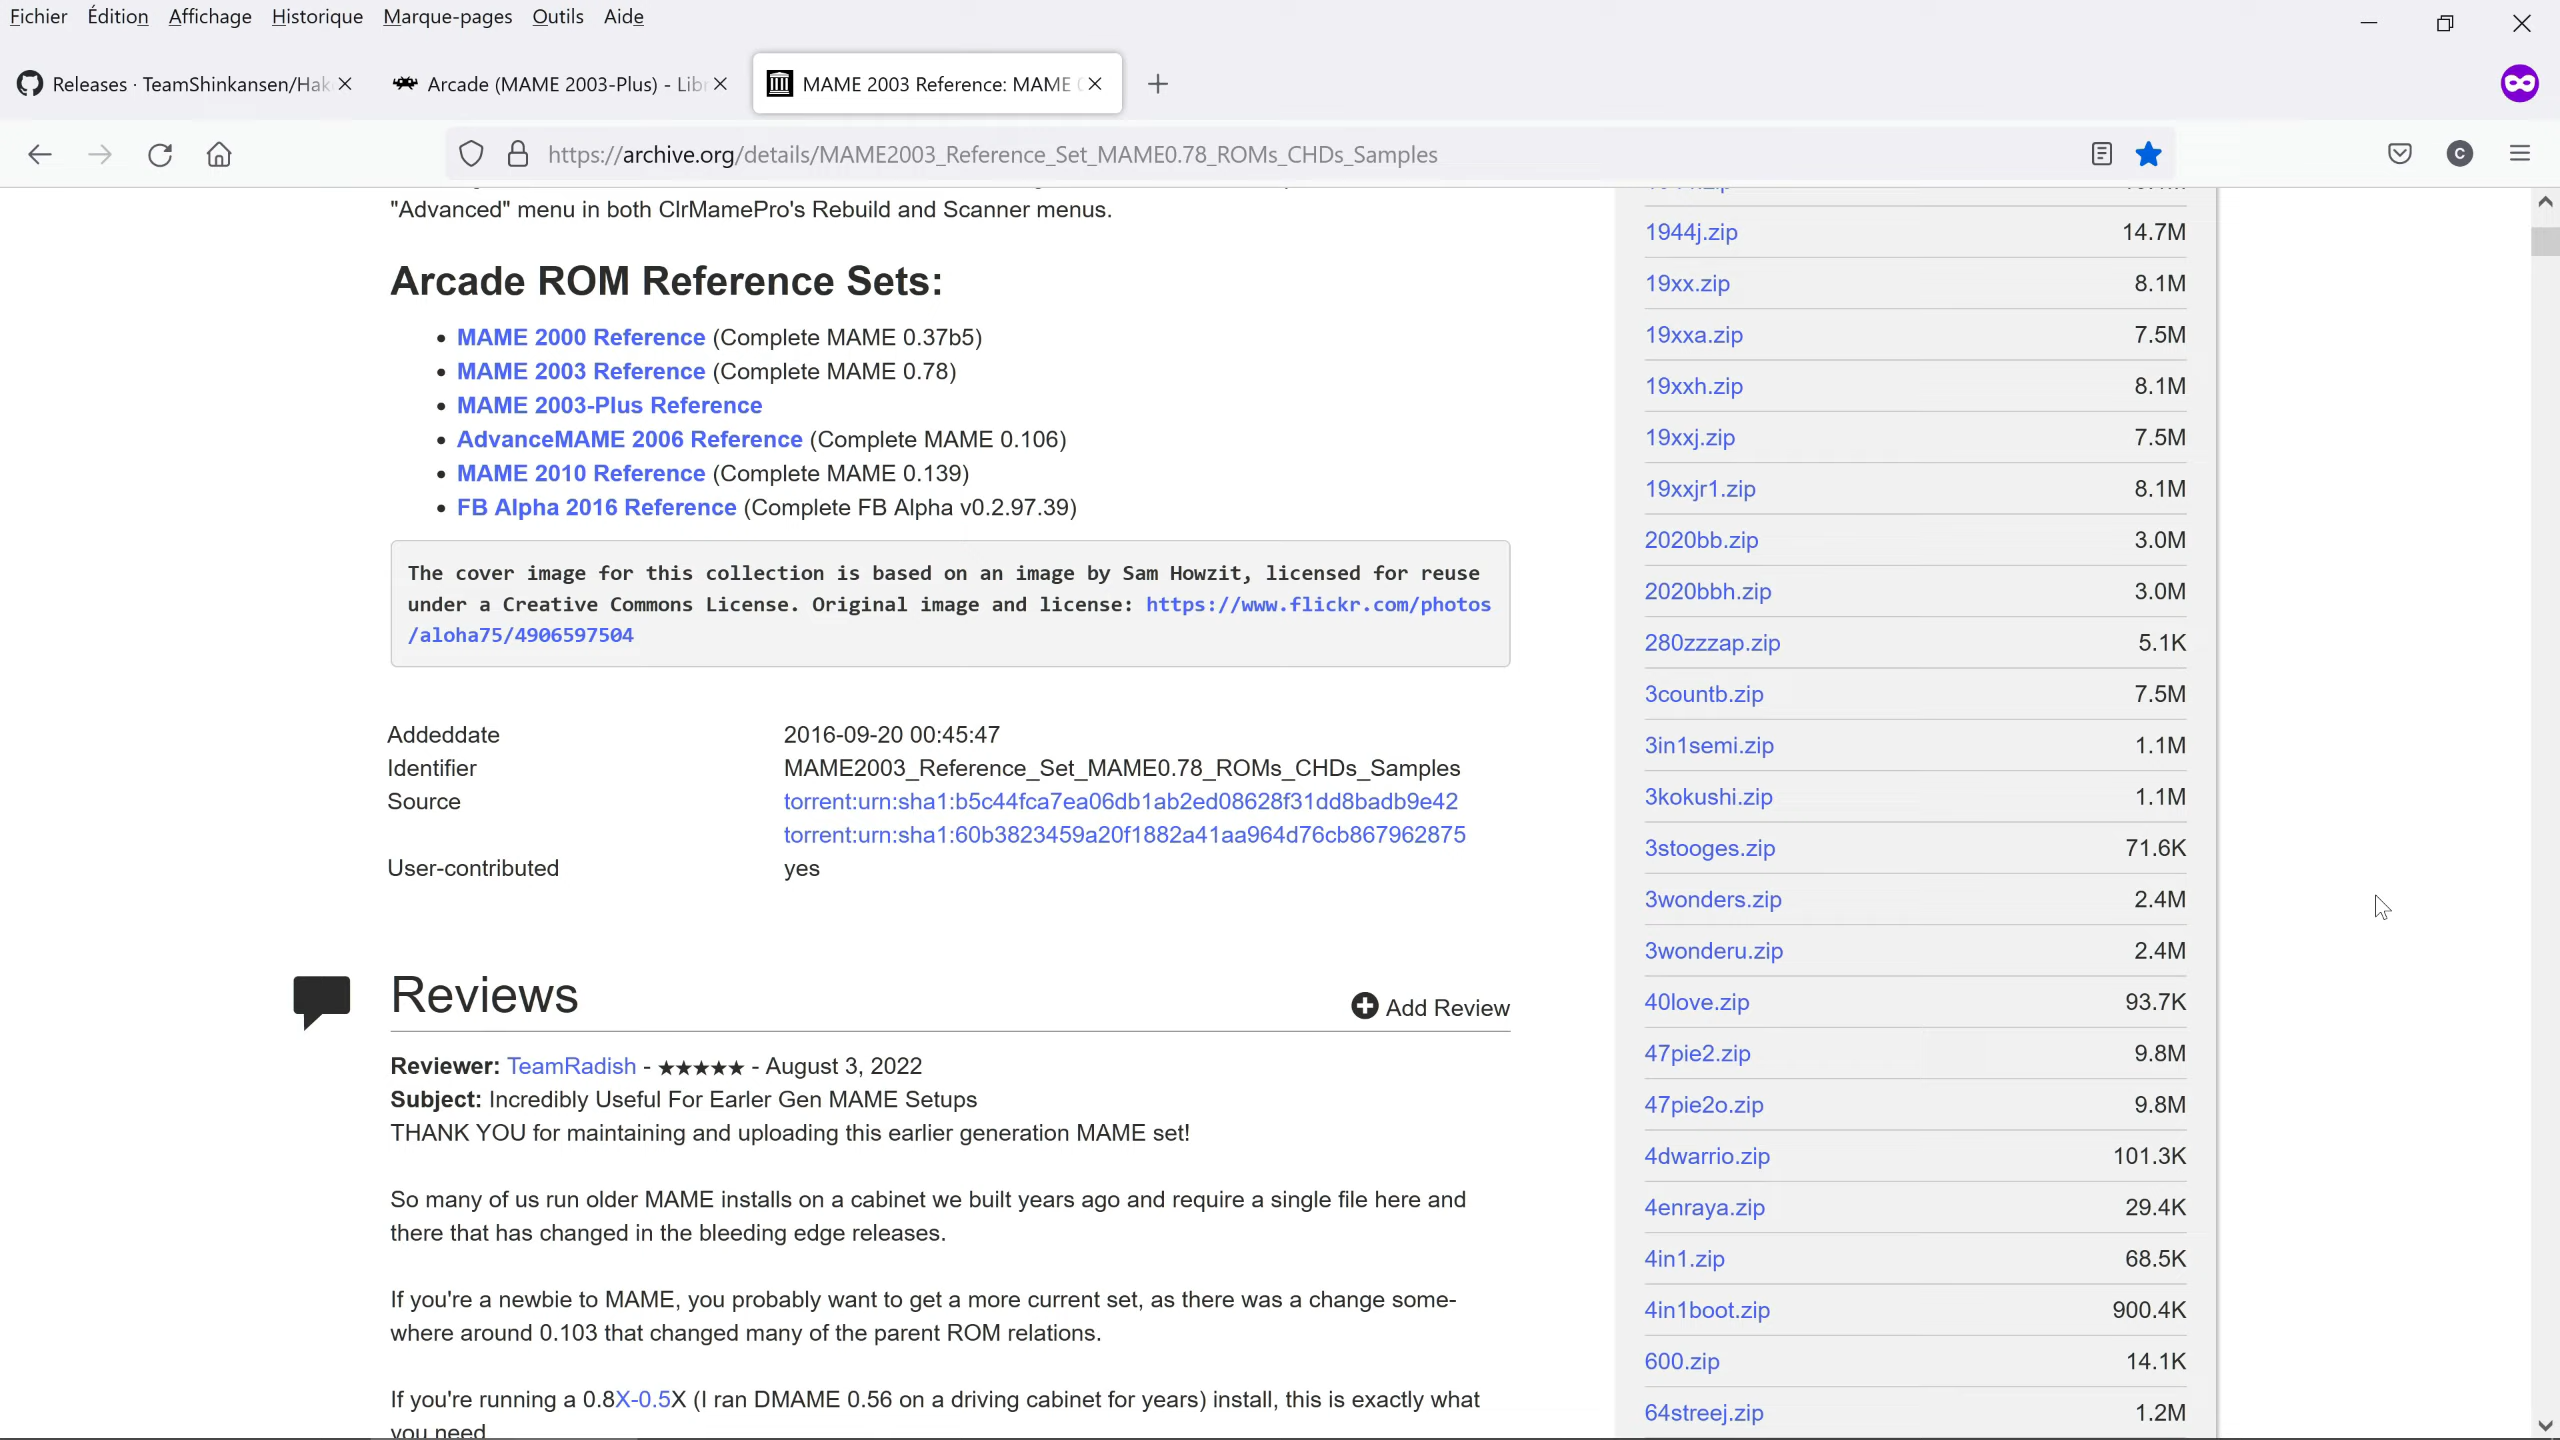 Fichier Édition Affichage Historique Marque-pages Outils Aide
Releases · TeamShinkansen/Hak
Arcade (MAME 2003-Plus) - Libr
MAME 2003 Reference: MAME
https://archive.org/details/MAME2003_Reference_Set_MAME0.78_ROMs_CHDs_Samples
C
"Advanced" menu in both ClrMamePro's Rebuild and Scanner menus.
Arcade ROM Reference Sets:
MAME 2000 Reference (Complete MAME 0.37b5)
MAME 2003 Reference (Complete MAME 0.78)
MAME 2003-Plus Reference
AdvanceMAME 2006 Reference (Complete MAME 0.106)
MAME 2010 Reference (Complete MAME 0.139)
FB Alpha 2016 Reference (Complete FB Alpha v0.2.97.39)
The cover image for this collection is based on an image by Sam Howzit, licensed for reuse
under a Creative Commons License. Original image and license: https://www.flickr.com/photos
/aloha75/4906597504
Addeddate 2016-09-20 00:45:47
Identifier MAME2003_Reference_Set_MAME0.78_ROMs_CHDs_Samples
Source torrent:urn:sha1:b5c44fca7ea06db1ab2ed08628f31dd8badb9e42
torrent:urn:sha1:60b3823459a20f1882a41aa964d76cb867962875
User-contributed yes
Reviews
Add Review
Reviewer: TeamRadish - ★★★★★ - August 3, 2022
Subject: Incredibly Useful For Earler Gen MAME Setups
THANK YOU for maintaining and uploading this earlier generation MAME set!
So many of us run older MAME installs on a cabinet we built years ago and require a single file here and
there that has changed in the bleeding edge releases.
If you're a newbie to MAME, you probably want to get a more current set, as there was a change some-
where around 0.103 that changed many of the parent ROM relations.
If you're running a 0.8X-0.5X (I ran DMAME 0.56 on a driving cabinet for years) install, this is exactly what
you need
1944j.zip 14.7M
19xx.zip 8.1M
19xxa.zip 7.5M
19xxh.zip 8.1M
19xxj.zip 7.5M
19xxjr1.zip 8.1M
2020bb.zip 3.0M
2020bbh.zip 3.0M
280zzzap.zip 5.1K
3countb.zip 7.5M
3in1semi.zip 1.1M
3kokushi.zip 1.1M
3stooges.zip 71.6K
3wonders.zip 2.4M
3wonderu.zip 2.4M
40love.zip 93.7K
47pie2.zip 9.8M
47pie2o.zip 9.8M
4dwarrio.zip 101.3K
4enraya.zip 29.4K
4in1.zip 68.5K
4in1boot.zip 900.4K
600.zip 14.1K
64streej.zip 1.2M